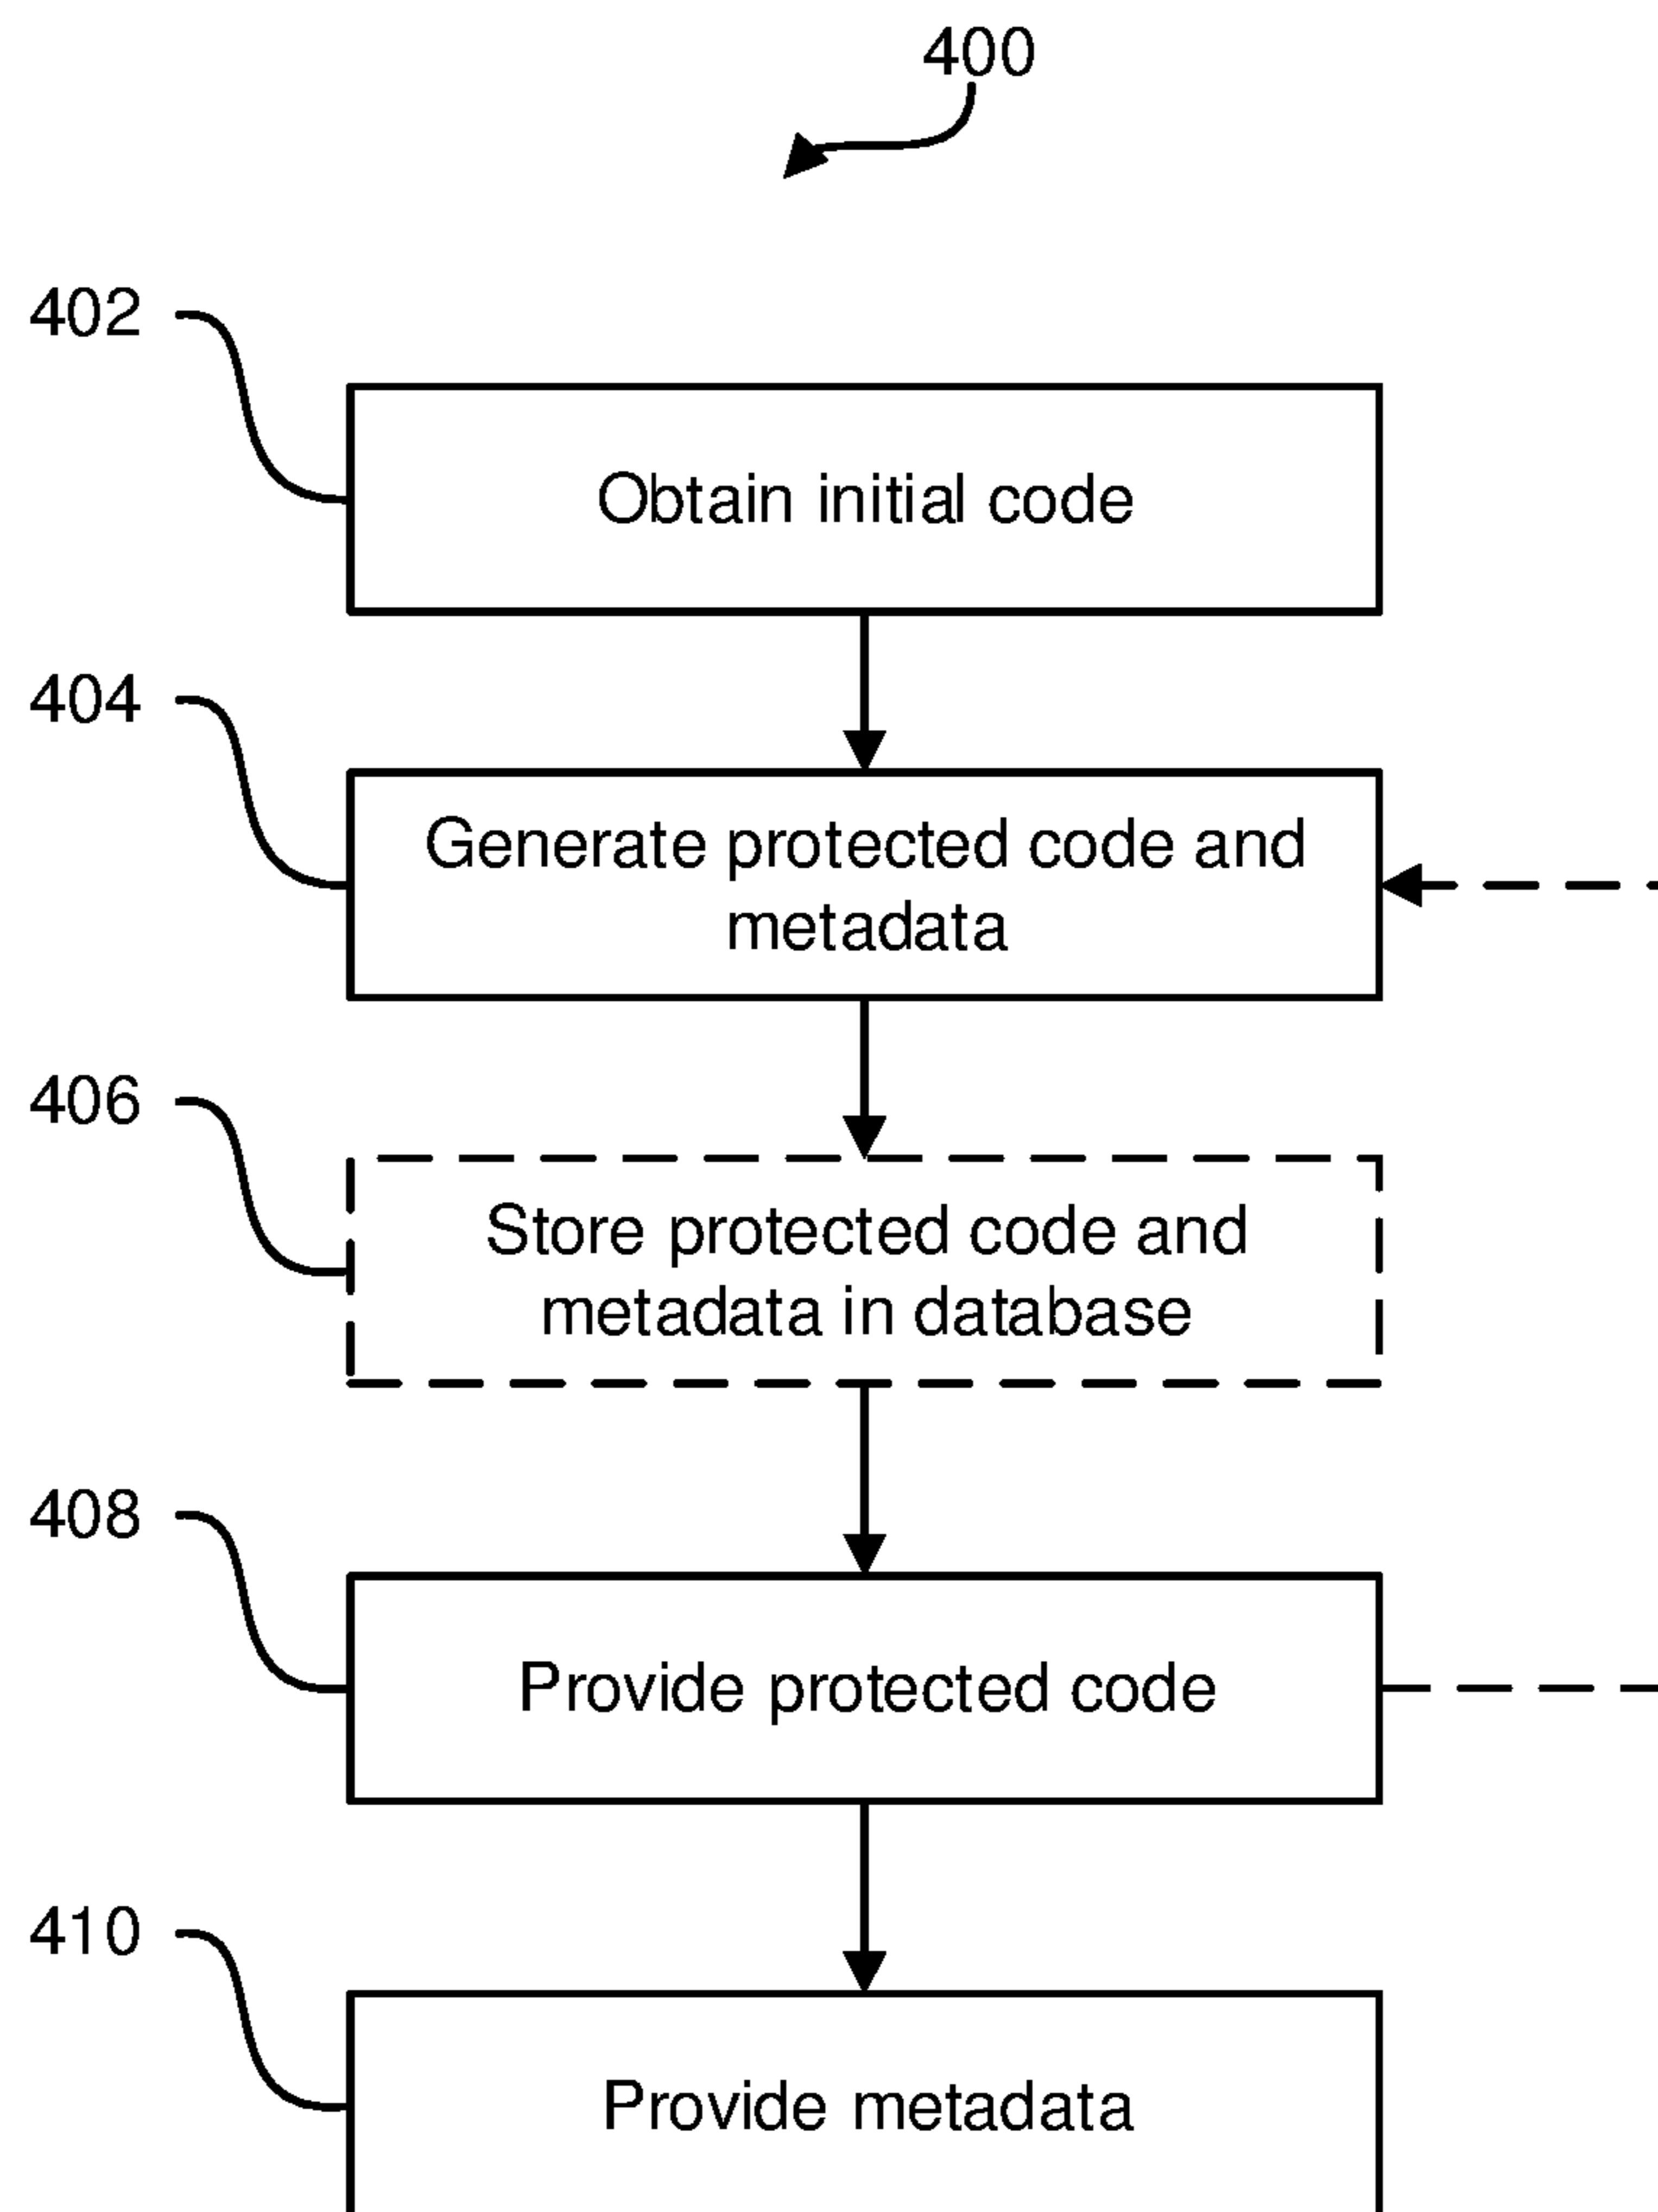 400
402
Obtain initial code
404
Generate protected code and
metadata
406
Store protected code and
metadata in database
408
Provide protected code
410
Provide metadata